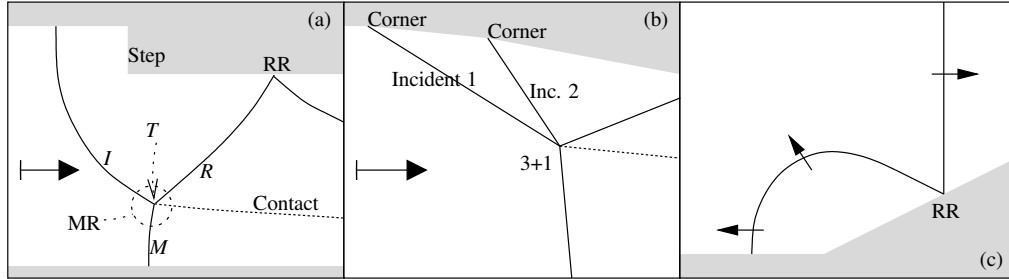 (a)
Step
RR
I
T
R
MR
Contact
M
Corner
(b)
Corner
Incident 1
Inc. 2
3+1
RR
(c)